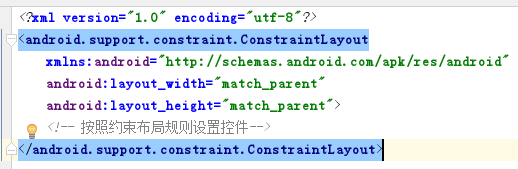 <?xml version="1.0" encoding="utf-8"?>
<android.support.constraint.ConstraintLayout
xmlns:android="http://schemas.android.com/apk/res/android"
android:layout_width="match_parent"
android:layout_height="match_parent">
<!-- 按照约束布局规则设置控件-->
</android.support.constraint.ConstraintLayout>